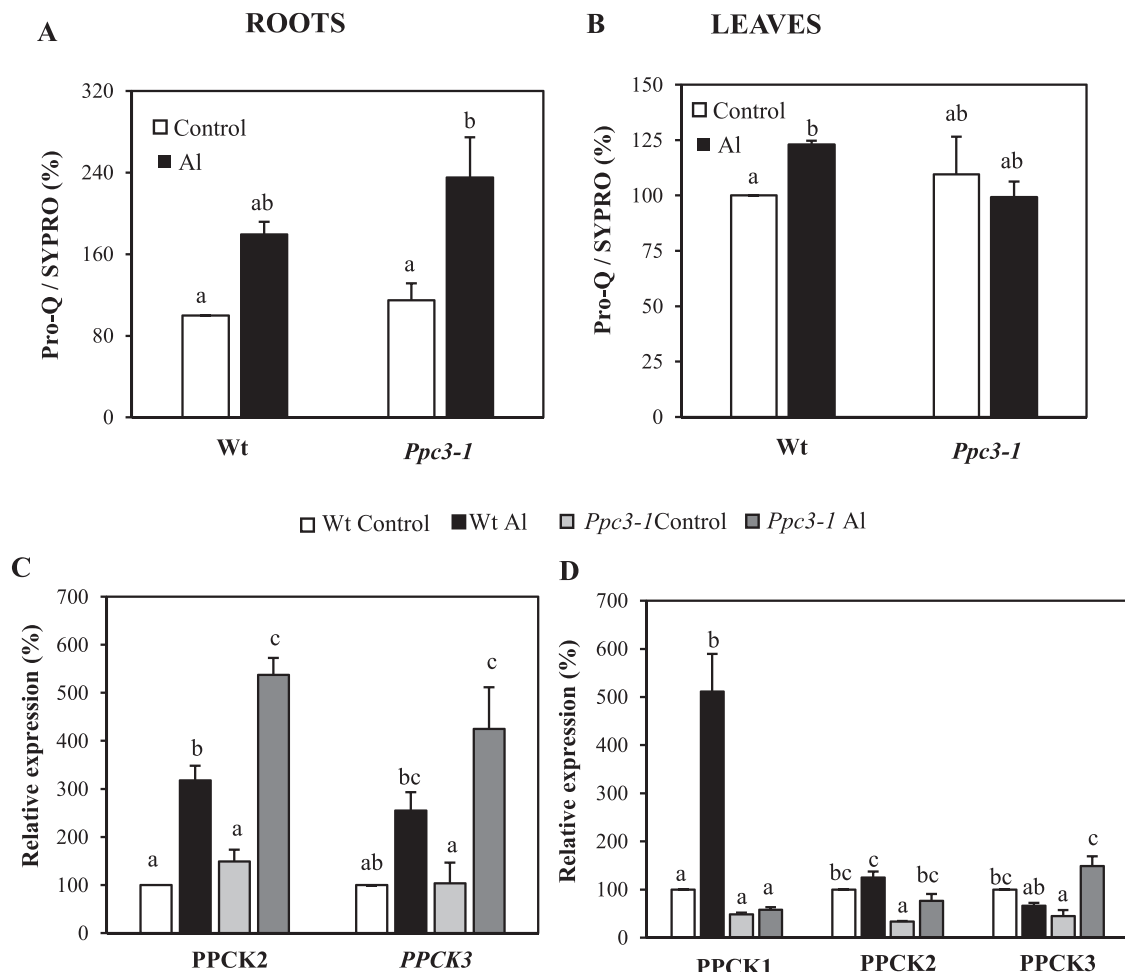 A
ROOTS
Pro-Q / SYPRO (%)
320
240
160
80
0
Control
Al
a
ab
a
b
Wt
Ppc3-1
B
LEAVES
Pro-Q / SYPRO (%)
150
125
100
75
50
25
0
Control
Al
a
b
ab
ab
Wt
Ppc3-1
Wt Control Wt Al Ppc3-1Control Ppc3-1 Al
C
Relative expression (%)
700
600
500
400
300
200
100
0
a
b
a
c
ab
bc
a
c
PPCK2
PPCK3
D
Relative expression (%)
700
600
500
400
300
200
100
0
a
b
a
a
bc
c
a
bc
bc
ab
a
c
PPCK1
PPCK2
PPCK3